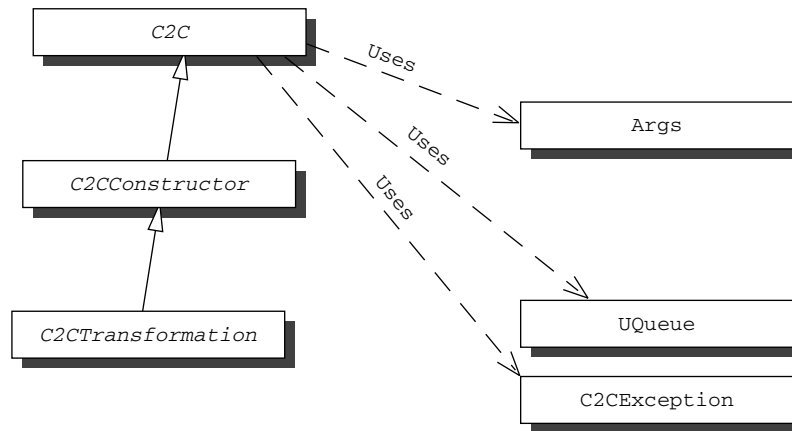 C2C
Uses
Args
Uses
Uses
C2CConstructor
UQueue
C2CTransformation
C2CException